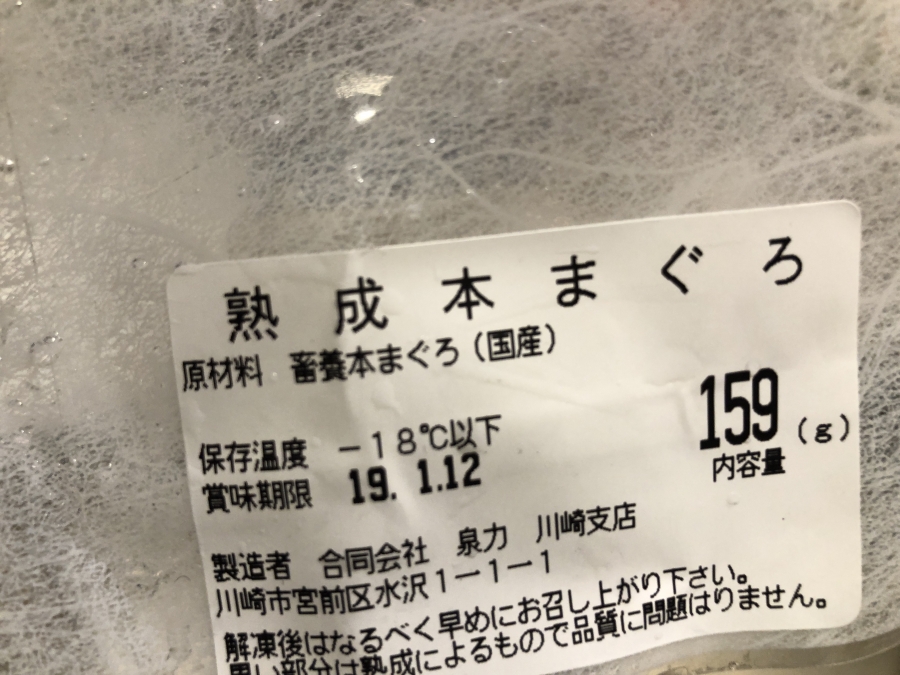 熟成本まぐろ
原材料 畜養本まぐろ(国産)
保存温度 -18℃以下
159(g)
賞味期限 19. 1.12
内容量
製造者 合同会社 泉力 川崎支店
川崎市宮前区水沢1-1-1
解凍後はなるべく早めにお召し上がり下さい。
黒い部分は熟成によるもので品質に問題はりません。